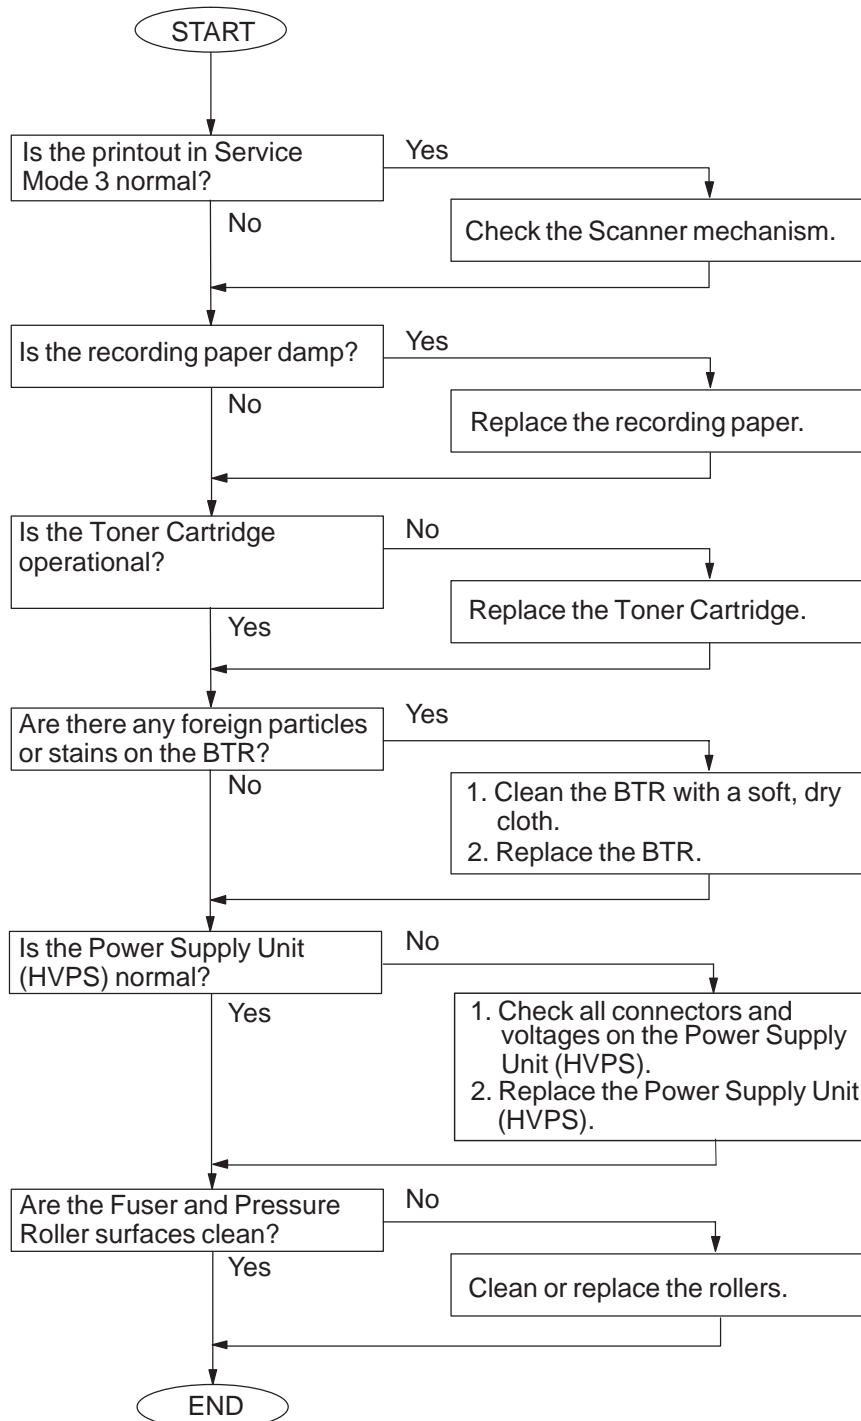 START
Is the printout in Service
Mode 3 normal?
Yes
No
Check the Scanner mechanism.
Is the recording paper damp?
Yes
No
Replace the recording paper.
Is the Toner Cartridge
operational?
No
Yes
Replace the Toner Cartridge.
Are there any foreign particles
or stains on the BTR?
Yes
No
1. Clean the BTR with a soft, dry
cloth.
2. Replace the BTR.
Is the Power Supply Unit
(HVPS) normal?
No
Yes
1. Check all connectors and
voltages on the Power Supply
Unit (HVPS).
2. Replace the Power Supply Unit
(HVPS).
Are the Fuser and Pressure
Roller surfaces clean?
No
Yes
Clean or replace the rollers.
END